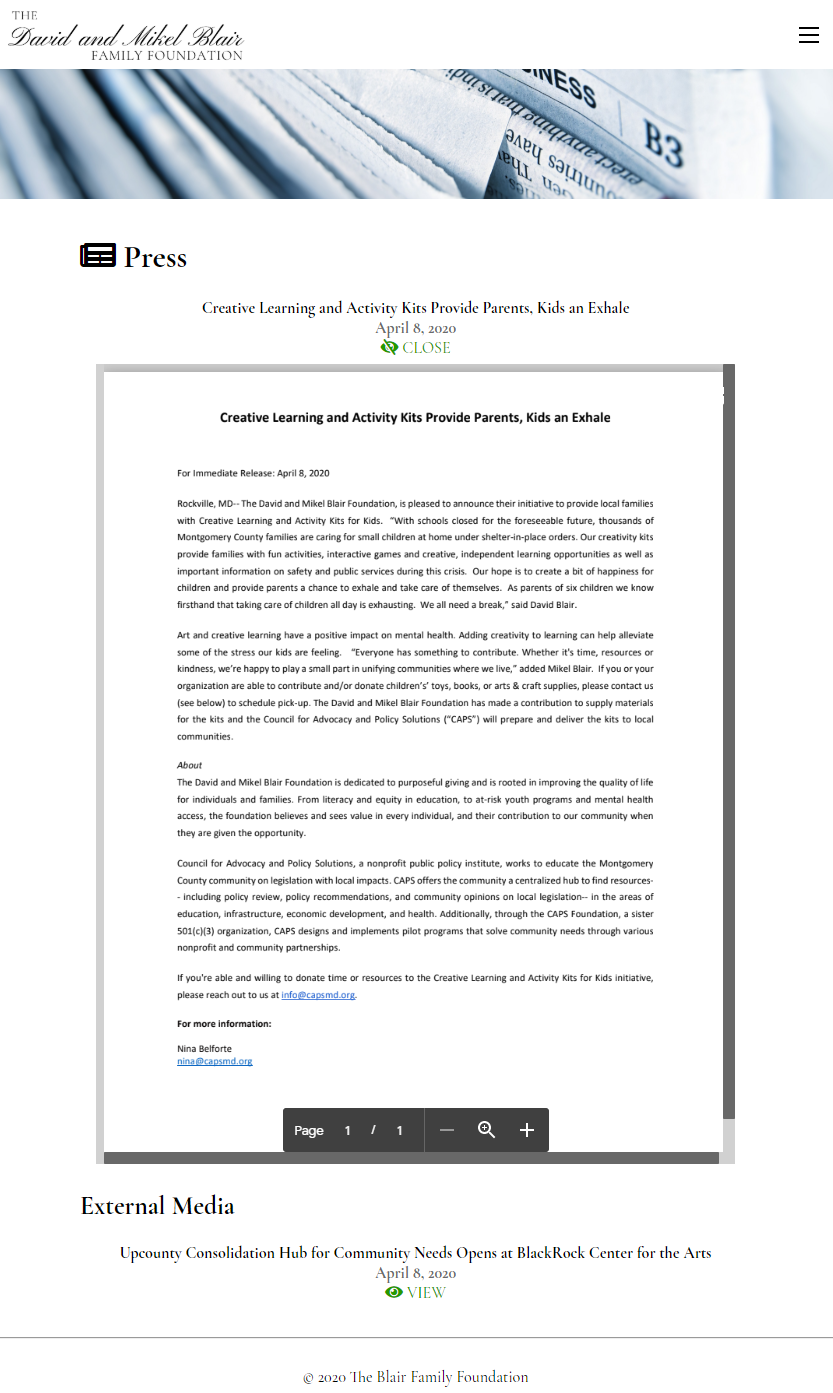 THE
David and Mikel Blair
FAMILY FOUNDATION
BUSINESS
B3
have
Press
Creative Learning and Activity Kits Provide Parents, Kids an Exhale
April 8, 2020
CLOSE
Creative Learning and Activity Kits Provide Parents, Kids an Exhale
For Immediate Release: April 8, 2020
Rockville, MD-- The David and Mikel Blair Foundation, is pleased to announce their initiative to provide local families
with Creative Learning and Activity Kits for Kids. “With schools closed for the foreseeable future, thousands of
Montgomery County families are caring for small children at home under shelter-in-place orders. Our creativity kits
provide families with fun activities, interactive games and creative, independent learning opportunities as well as
important information on safety and public services during this crisis. Our hope is to create a bit of happiness for
children and provide parents a chance to exhale and take care of themselves. As parents of six children we know
firsthand that taking care of children all day is exhausting. We all need a break,” said David Blair.
Art and creative learning have a positive impact on mental health. Adding creativity to learning can help alleviate
some of the stress our kids are feeling. “Everyone has something to contribute. Whether it's time, resources or
kindness, we’re happy to play a small part in unifying communities where we live,” added Mikel Blair. If you or your
organization are able to contribute and/or donate children’s’ toys, books, or arts & craft supplies, please contact us
(see below) to schedule pick-up. The David and Mikel Blair Foundation has made a contribution to supply materials
for the kits and the Council for Advocacy and Policy Solutions (“CAPS”) will prepare and deliver the kits to local
communities.
About
The David and Mikel Blair Foundation is dedicated to purposeful giving and is rooted in improving the quality of life
for individuals and families. From literacy and equity in education, to at-risk youth programs and mental health
access, the foundation believes and sees value in every individual, and their contribution to our community when
they are given the opportunity.
Council for Advocacy and Policy Solutions, a nonprofit public policy institute, works to educate the Montgomery
County community on legislation with local impacts. CAPS offers the community a centralized hub to find resources-
- including policy review, policy recommendations, and community opinions on local legislation-- in the areas of
education, infrastructure, economic development, and health. Additionally, through the CAPS Foundation, a sister
501(c)(3) organization, CAPS designs and implements pilot programs that solve community needs through various
nonprofit and community partnerships.
If you're able and willing to donate time or resources to the Creative Learning and Activity Kits for Kids initiative,
please reach out to us at info@capsmd.org.
For more information:
Nina Belforte
nina@capsmd.org
Page 1 / 1
External Media
Upcounty Consolidation Hub for Community Needs Opens at BlackRock Center for the Arts
April 8, 2020
VIEW
© 2020 The Blair Family Foundation